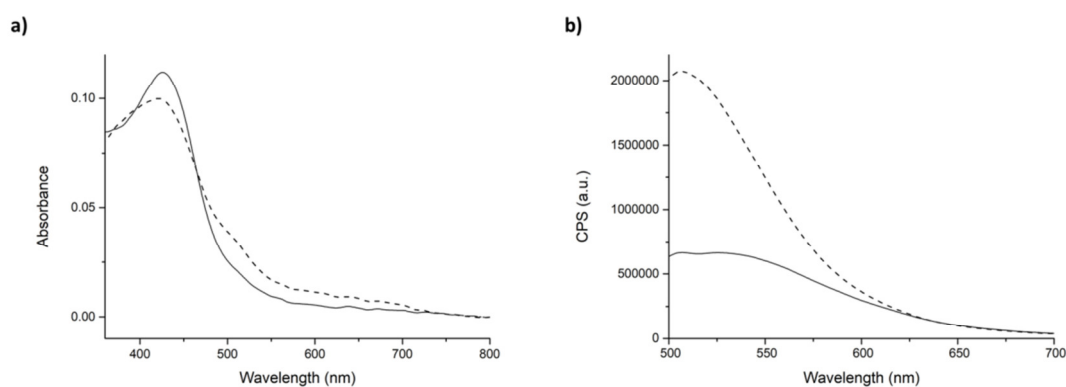 a)
b)
0.10
0.05
0.00
Absorbance
400 500 600 700 800
Wavelength (nm)
2000000
1500000
1000000
500000
0
CPS (a.u.)
500 550 600 650 700
Wavelength (nm)